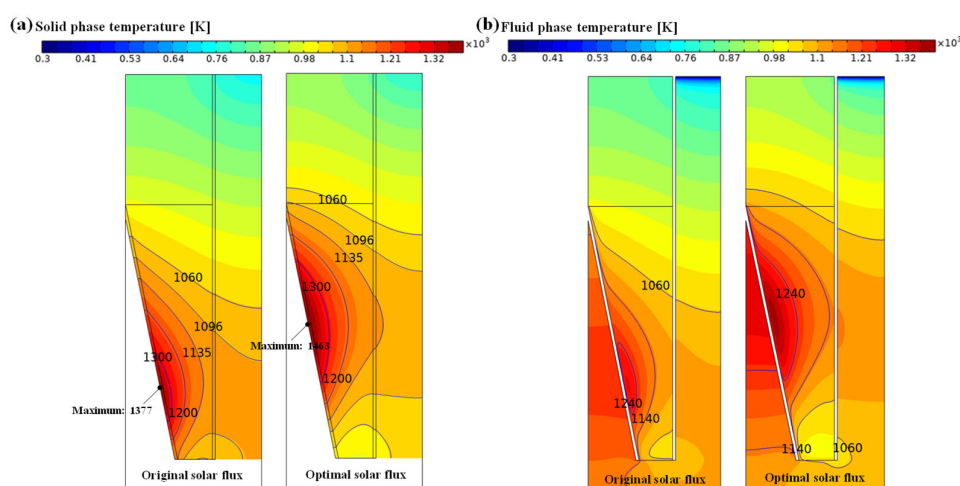 (a) Solid phase temperature [K]
×10³
0.3 0.41 0.53 0.64 0.76 0.87 0.98 1.1 1.21 1.32
1060
1096
1135
1300
1200
Maximum: 1377
Original solar flux
1060
1096
1135
1300
1200
Maximum: 1463
Optimal solar flux
(b) Fluid phase temperature [K]
×10³
0.3 0.41 0.53 0.64 0.76 0.87 0.98 1.1 1.21 1.32
1060
1240
1140
Original solar flux
1240
1140
1060
Optimal solar flux